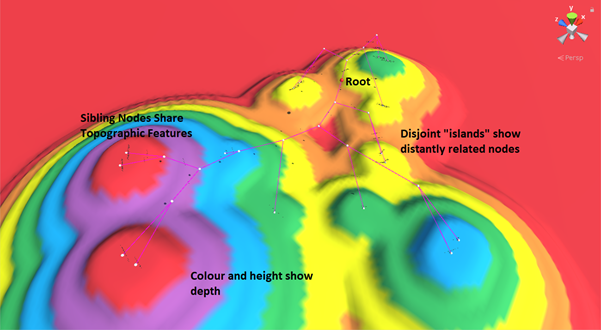 y
z
x
Persp
Root
Sibling Nodes Share
Topographic Features
Disjoint "islands" show
distantly related nodes
Colour and height show
depth